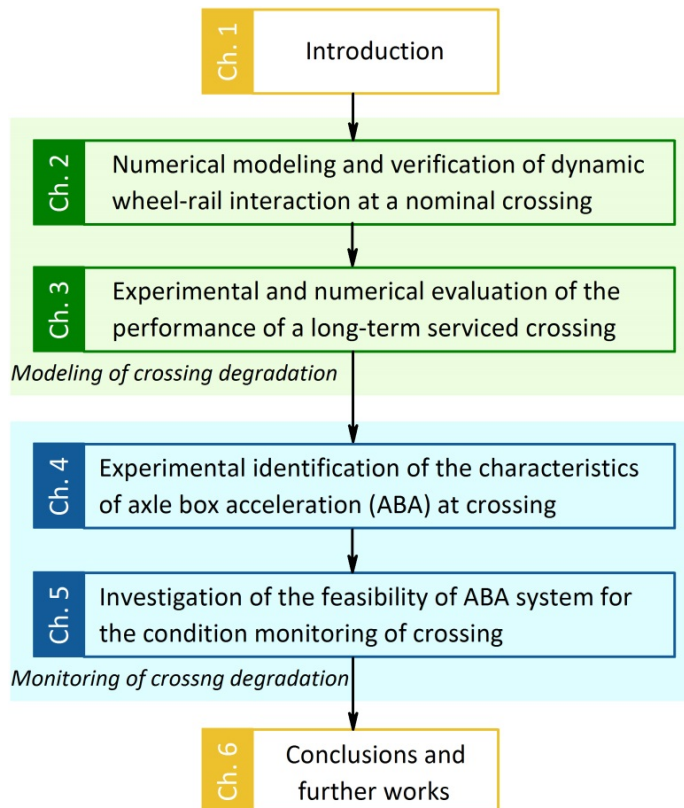 Ch. 1
Introduction
Ch. 2
Numerical modeling and verification of dynamic
wheel-rail interaction at a nominal crossing
Ch. 3
Experimental and numerical evaluation of the
performance of a long-term serviced crossing
Modeling of crossing degradation
Ch. 4
Experimental identification of the characteristics
of axle box acceleration (ABA) at crossing
Ch. 5
Investigation of the feasibility of ABA system for
the condition monitoring of crossing
Monitoring of crossng degradation
Ch. 6
Conclusions and
further works